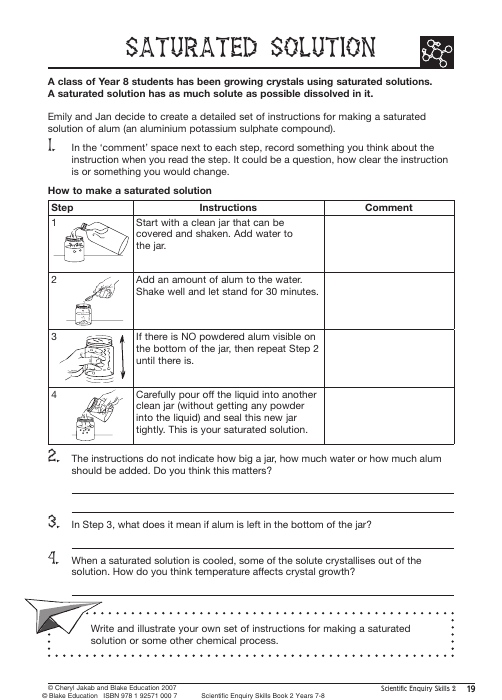 SATURATED SOLUTION
A class of Year 8 students has been growing crystals using saturated solutions.
A saturated solution has as much solute as possible dissolved in it.
Emily and Jan decide to create a detailed set of instructions for making a saturated
solution of alum (an aluminium potassium sulphate compound).
1. In the ‘comment’ space next to each step, record something you think about the
instruction when you read the step. It could be a question, how clear the instruction
is or something you would change.
How to make a saturated solution
Step Instructions Comment
1 Start with a clean jar that can be
covered and shaken. Add water to
the jar.
2 Add an amount of alum to the water.
Shake well and let stand for 30 minutes.
3 If there is NO powdered alum visible on
the bottom of the jar, then repeat Step 2
until there is.
4 Carefully pour off the liquid into another
clean jar (without getting any powder
into the liquid) and seal this new jar
tightly. This is your saturated solution.
2. The instructions do not indicate how big a jar, how much water or how much alum
should be added. Do you think this matters?
3. In Step 3, what does it mean if alum is left in the bottom of the jar?
4. When a saturated solution is cooled, some of the solute crystallises out of the
solution. How do you think temperature affects crystal growth?
Write and illustrate your own set of instructions for making a saturated
solution or some other chemical process.
© Cheryl Jakab and Blake Education 2007 Scientific Enquiry Skills 2 19
© Blake Education ISBN 978 1 92571 000 7 Scientific Enquiry Skills Book 2 Years 7-8